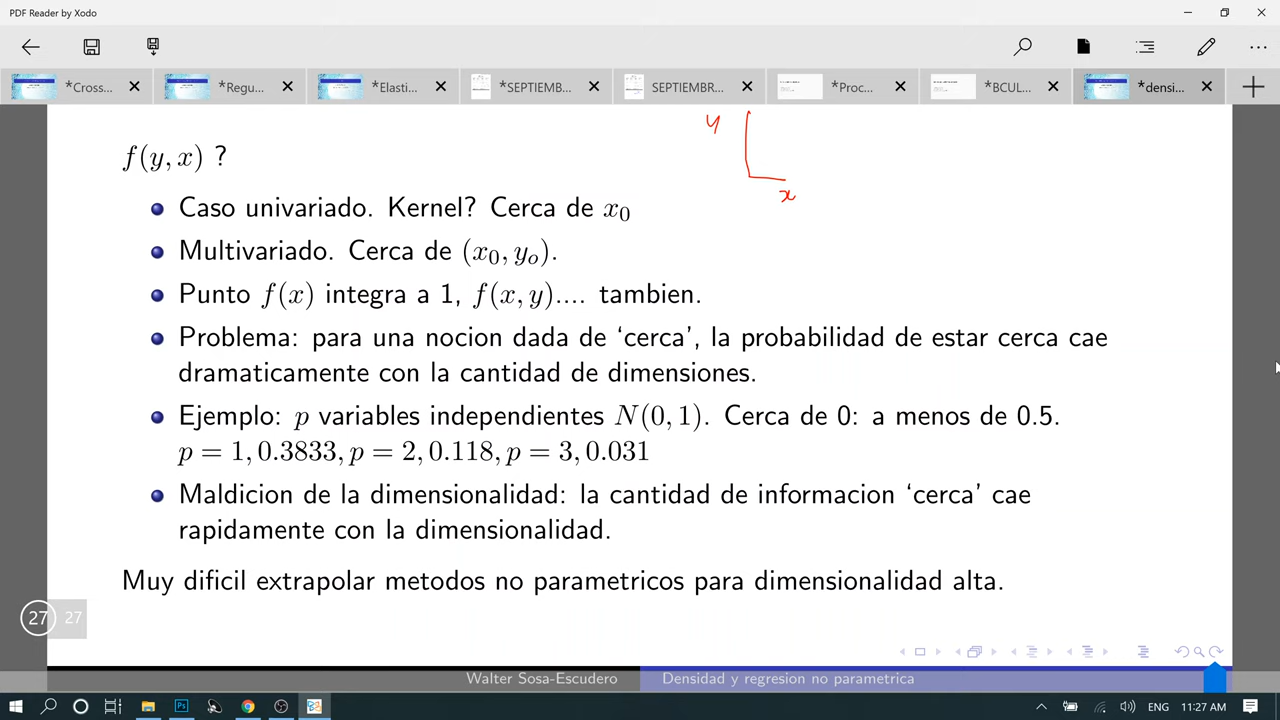 PDF Reader by Xodo
*Cross...
*Regu...
*Elasti...
*SEPTIEMB...
SEPTIEMBR...
*Proc...
*BCUL...
*densi...
y
x
f(y, x) ?
Caso univariado. Kernel? Cerca de x₀
Multivariado. Cerca de (x₀, yₒ).
Punto f(x) integra a 1, f(x, y).... tambien.
Problema: para una nocion dada de ‘cerca’, la probabilidad de estar cerca cae
dramaticamente con la cantidad de dimensiones.
Ejemplo: p variables independientes N(0, 1). Cerca de 0: a menos de 0.5.
p = 1, 0.3833, p = 2, 0.118, p = 3, 0.031
Maldicion de la dimensionalidad: la cantidad de informacion ‘cerca’ cae
rapidamente con la dimensionalidad.
Muy dificil extrapolar metodos no parametricos para dimensionalidad alta.
27 27
Walter Sosa-Escudero Densidad y regresion no parametrica
ENG 11:27 AM